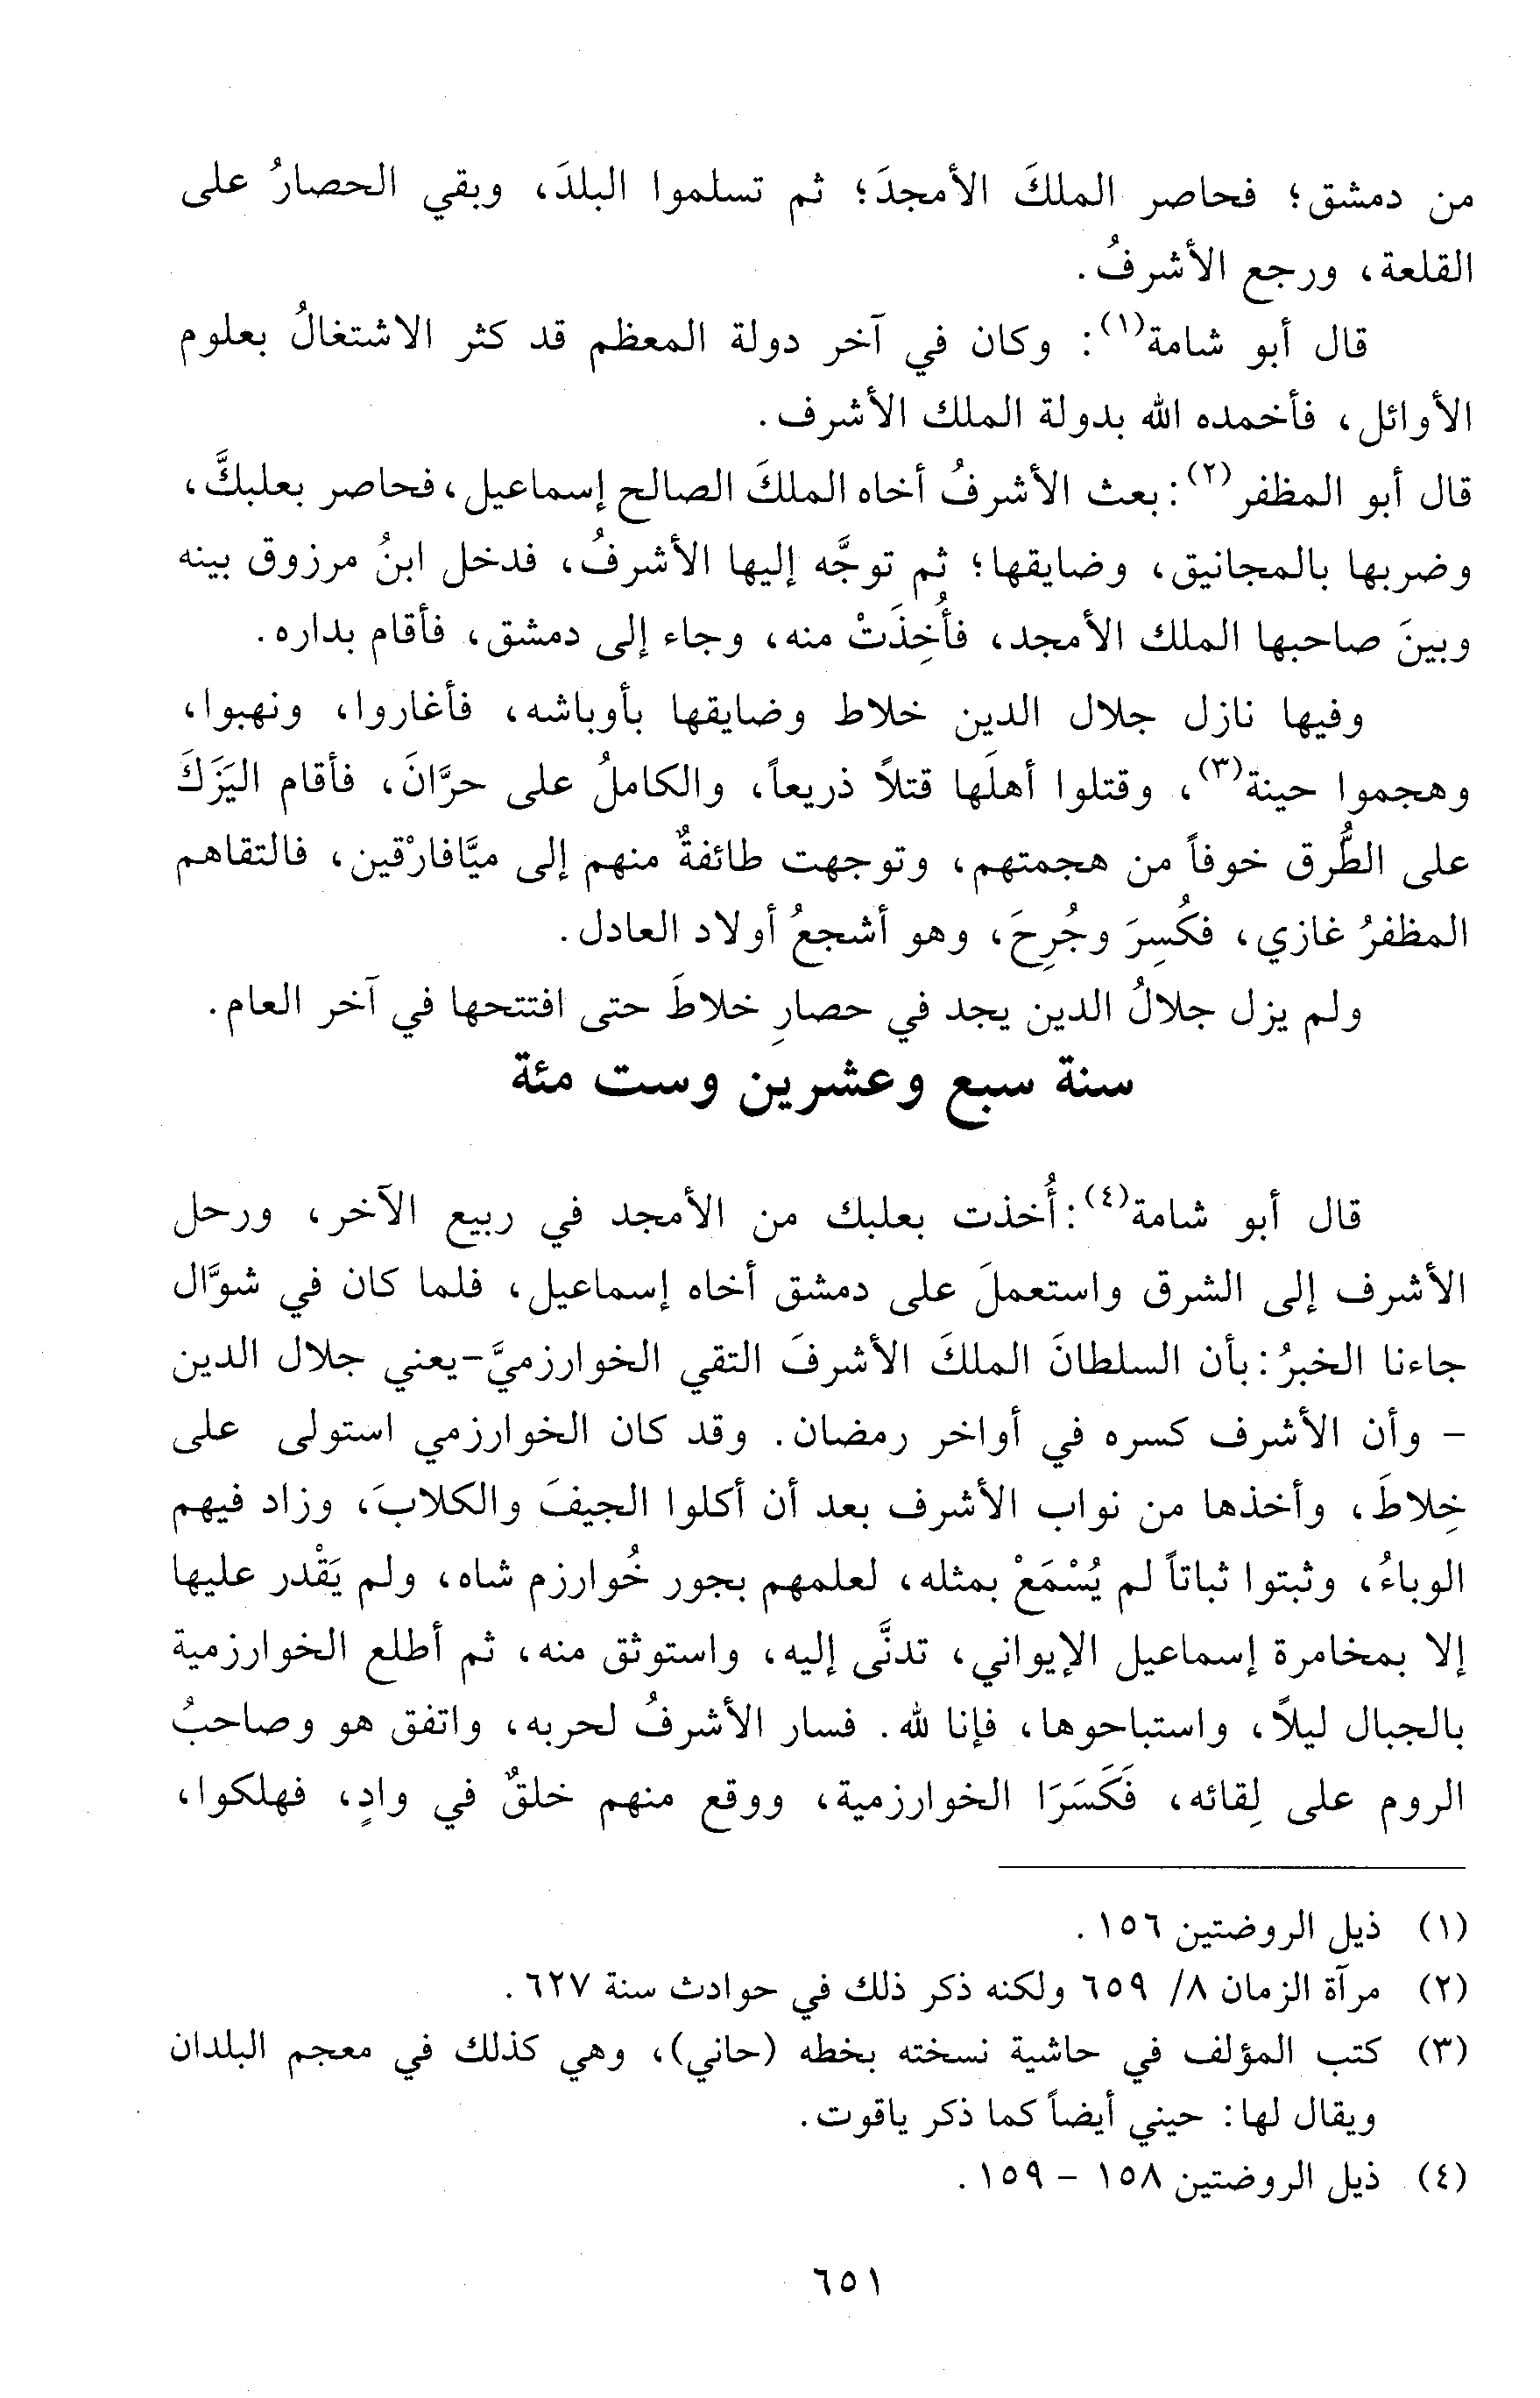 من دمشق؛ فحاصر الملكَ الأمجدَ؛ ثم تسلموا البلدَ، وبقي الحصارُ على
القلعة، ورجع الأشرفُ.
قال أبو شامة(١): وكان في آخر دولة المعظم قد كثر الاشتغالُ بعلوم
الأوائل، فأخمده الله بدولة الملك الأشرف.
قال أبو المظفر(٢): بعث الأشرفُ أخاه الملكَ الصالح إسماعيل، فحاصر بعلبكَّ،
وضربها بالمجانيق، وضايقها؛ ثم توجَّه إليها الأشرفُ، فدخل ابنُ مرزوق بينه
وبينَ صاحبها الملك الأمجد، فأُخِذَتْ منه، وجاء إلى دمشق، فأقام بداره.
وفيها نازل جلال الدين خلاط وضايقها بأوباشه، فأغاروا، ونهبوا،
وهجموا حينة(٣)، وقتلوا أهلَها قتلاً ذريعاً، والكاملُ على حرَّانَ، فأقام اليَزَكَ
على الطُّرق خوفاً من هجمتهم، وتوجهت طائفةٌ منهم إلى ميَّافارْقين، فالتقاهم
المظفرُ غازي، فكُسِرَ وجُرِحَ، وهو أشجعُ أولاد العادل.
ولم يزل جلالُ الدين يجد في حصارِ خلاطَ حتى افتتحها في آخر العام.
سنة سبع وعشرين وست مئة
قال أبو شامة(٤): أُخذت بعلبك من الأمجد في ربيع الآخر، ورحل
الأشرف إلى الشرق واستعملَ على دمشق أخاه إسماعيل، فلما كان في شوَّال
جاءنا الخبرُ: بأن السلطانَ الملكَ الأشرفَ التقي الخوارزميَّ-يعني جلال الدين
- وأن الأشرف كسره في أواخر رمضان. وقد كان الخوارزمي استولى على
خِلاطَ، وأخذها من نواب الأشرف بعد أن أكلوا الجيفَ والكلابَ، وزاد فيهم
الوباءُ، وثبتوا ثباتاً لم يُسْمَعْ بمثله، لعلمهم بجور خُوارزم شاه، ولم يَقْدر عليها
إلا بمخامرة إسماعيل الإيواني، تدنَّى إليه، واستوثق منه، ثم أطلع الخوارزمية
بالجبال ليلاً، واستباحوها، فإنا لله. فسار الأشرفُ لحربه، واتفق هو وصاحبُ
الروم على لِقائه، فَكَسَرَا الخوارزمية، ووقع منهم خلقٌ في وادٍ، فهلكوا،
(١) ذيل الروضتين ١٥٦.
(٢) مرآة الزمان ٨/ ٦٥٩ ولكنه ذكر ذلك في حوادث سنة ٦٢٧.
(٣) كتب المؤلف في حاشية نسخته بخطه (حاني)، وهي كذلك في معجم البلدان
ويقال لها: حيني أيضاً كما ذكر ياقوت.
(٤) ذيل الروضتين ١٥٨ - ١٥٩.
٦٥١